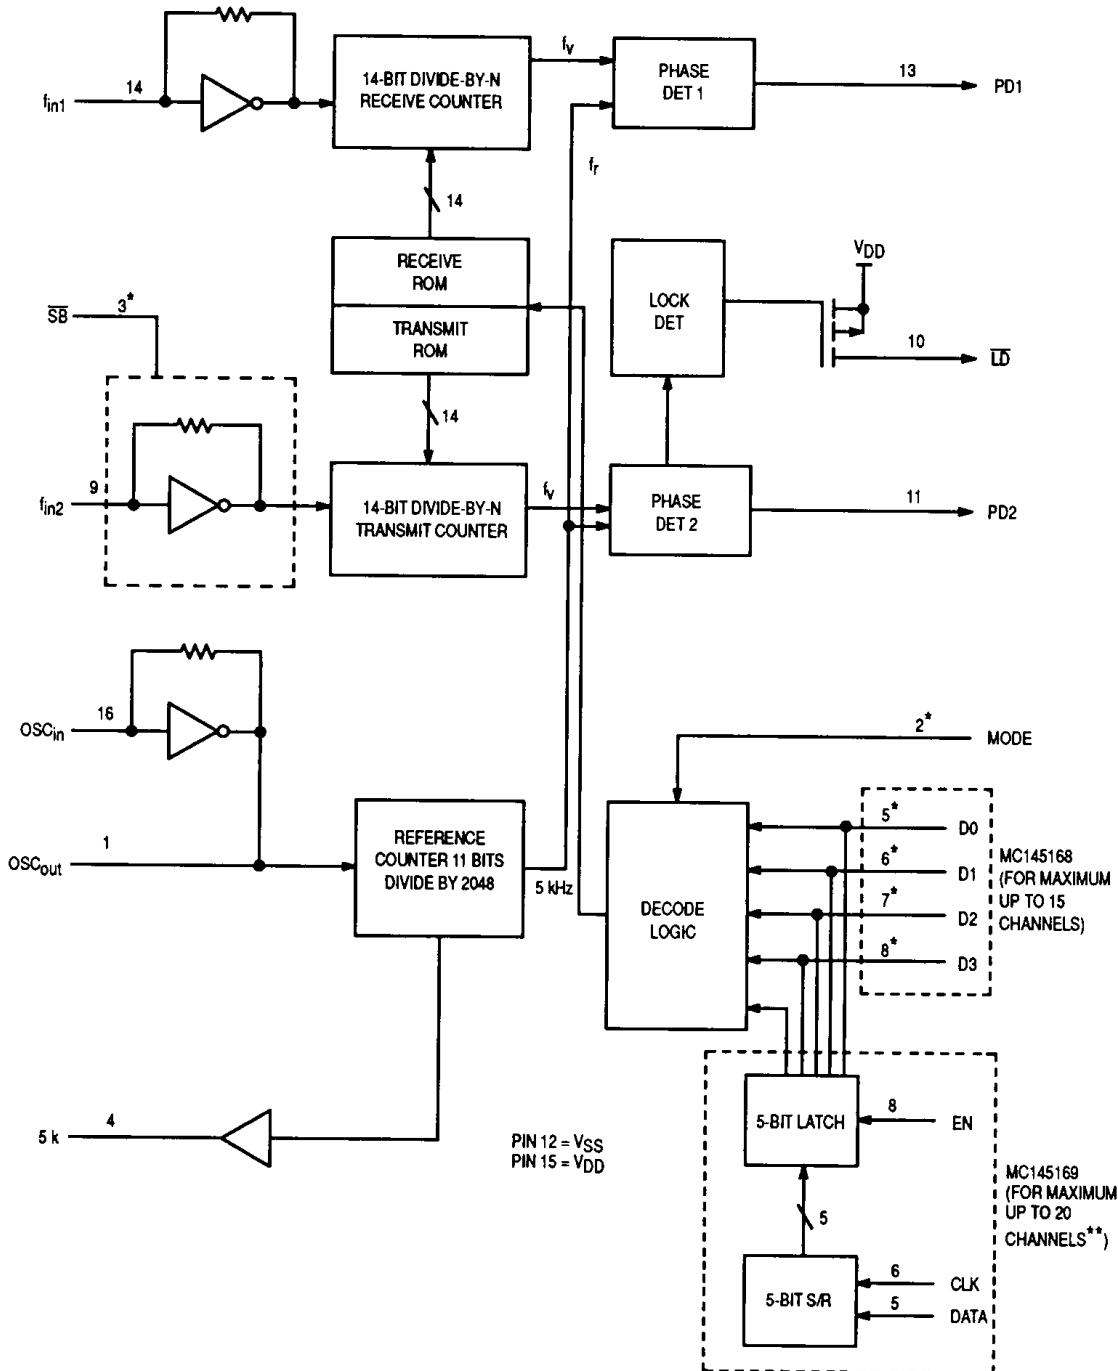 f_in1
14
14-BIT DIVIDE-BY-N
RECEIVE COUNTER
f_v
PHASE
DET 1
13
PD1
f_r
14
RECEIVE
ROM
TRANSMIT
ROM
14
LOCK
DET
V_DD
10
L̅D̅
S̅B̅
3*
f_in2
9
14-BIT DIVIDE-BY-N
TRANSMIT COUNTER
f_v
PHASE
DET 2
11
PD2
OSC_in
16
OSC_out
1
REFERENCE
COUNTER 11 BITS
DIVIDE BY 2048
5 kHz
2*
MODE
DECODE
LOGIC
5*
D0
6*
D1
7*
D2
8*
D3
MC145168
(FOR MAXIMUM
UP TO 15
CHANNELS)
5 k
4
PIN 12 = V_SS
PIN 15 = V_DD
5-BIT LATCH
8
EN
5
5-BIT S/R
6
CLK
5
DATA
MC145169
(FOR MAXIMUM
UP TO 20
CHANNELS**)